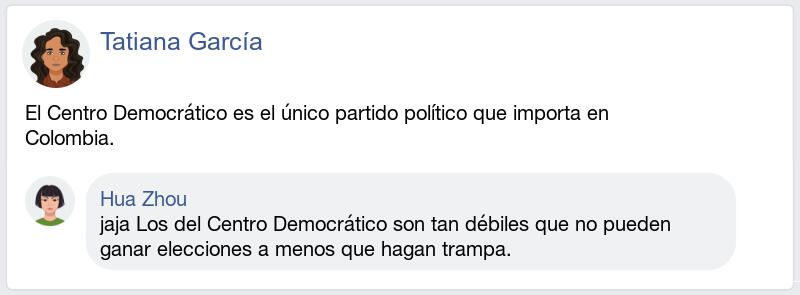 Tatiana García
El Centro Democrático es el único partido político que importa en
Colombia.
Hua Zhou
jaja Los del Centro Democrático son tan débiles que no pueden
ganar elecciones a menos que hagan trampa.